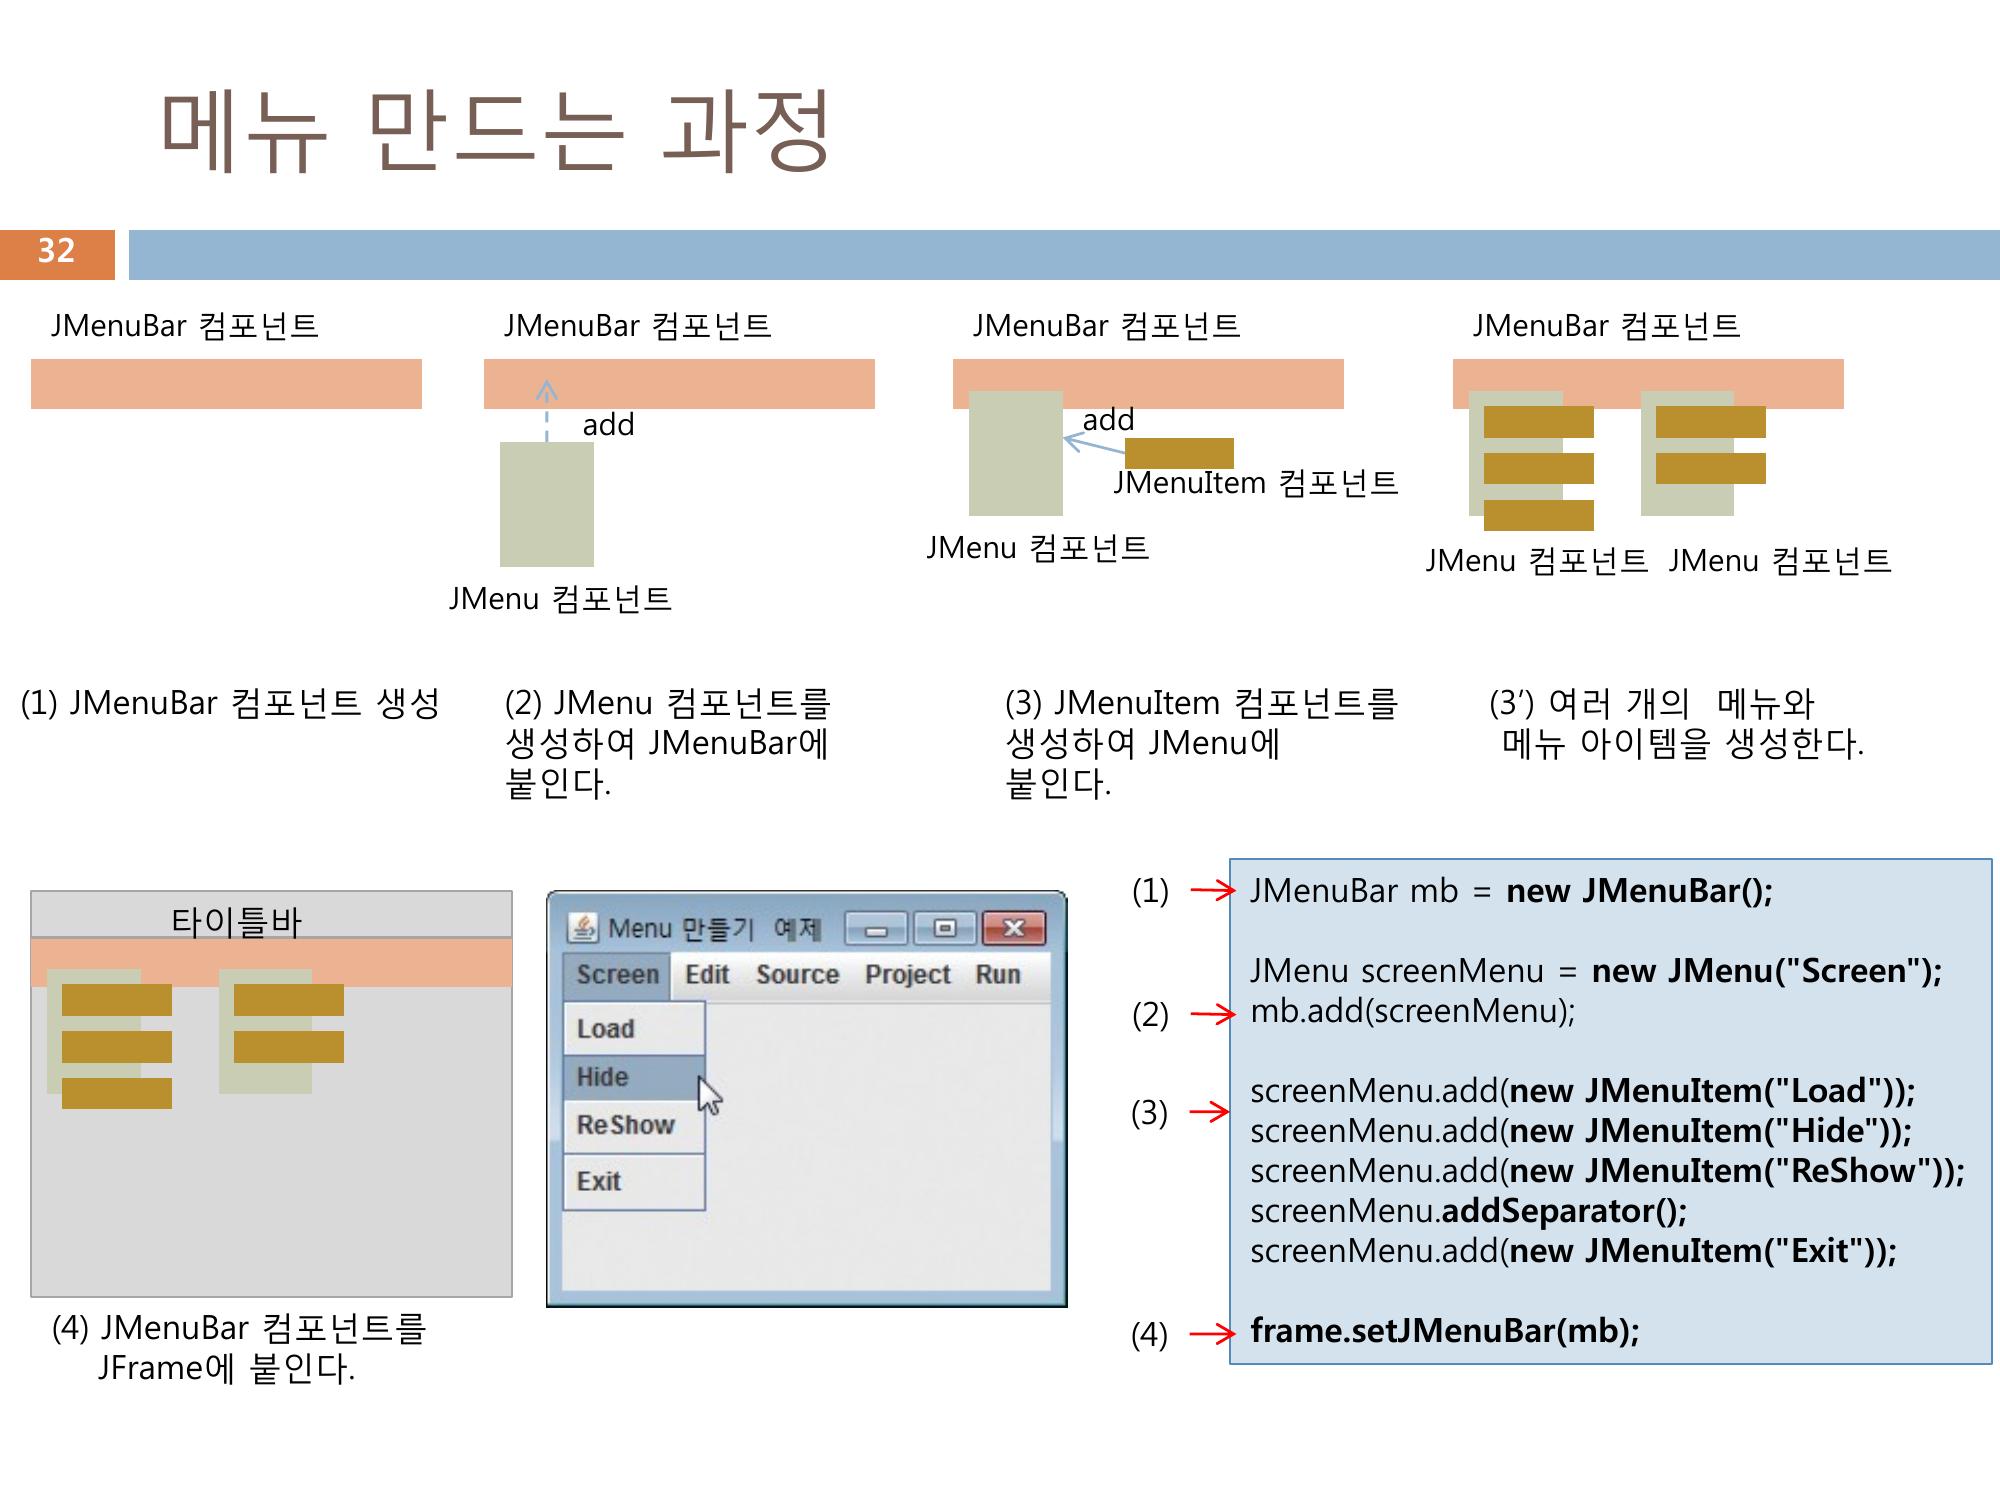 메뉴 만드는 과정
32
JMenuBar 컴포넌트
JMenuBar 컴포넌트
JMenuBar 컴포넌트
JMenuBar 컴포넌트
add
add
JMenuItem 컴포넌트
JMenu 컴포넌트
JMenu 컴포넌트
JMenu 컴포넌트
JMenu 컴포넌트
(1) JMenuBar 컴포넌트 생성
(2) JMenu 컴포넌트를
생성하여 JMenuBar에
붙인다.
(3) JMenuItem 컴포넌트를
생성하여 JMenu에
붙인다.
(3’) 여러 개의 메뉴와
메뉴 아이템을 생성한다.
타이틀바
(4) JMenuBar 컴포넌트를
JFrame에 붙인다.
Menu 만들기 예제
Screen Edit Source Project Run
Load
Hide
ReShow
Exit
(1) JMenuBar mb = new JMenuBar();
JMenu screenMenu = new JMenu("Screen");
(2) mb.add(screenMenu);
screenMenu.add(new JMenuItem("Load"));
(3)
screenMenu.add(new JMenuItem("Hide"));
screenMenu.add(new JMenuItem("ReShow"));
screenMenu.addSeparator();
screenMenu.add(new JMenuItem("Exit"));
(4) frame.setJMenuBar(mb);